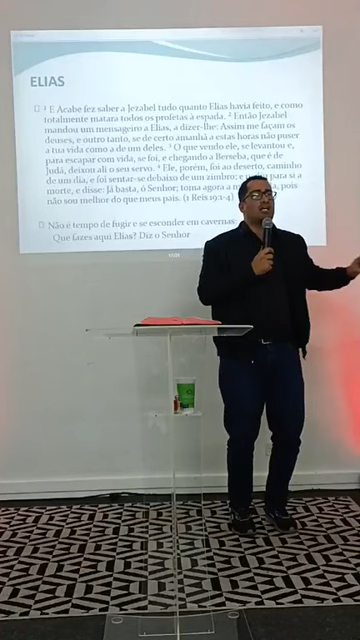 ELIAS
¹ E Acabe fez saber a Jezabel tudo quanto Elias havia feito, e como
totalmente matara todos os profetas à espada. ² Então Jezabel
mandou um mensageiro a Elias, a dizer-lhe: Assim me façam os
deuses, e outro tanto, se de certo amanhã a estas horas não puser
a tua vida como a de um deles. ³ O que vendo ele, se levantou e,
para escapar com vida, se foi, e chegando a Berseba, que é de
Judá, deixou ali o seu servo. ⁴ Ele, porém, foi ao deserto, caminho
de um dia, e foi sentar-se debaixo de um zimbro; e para si a
morte, e disse: Já basta, ó Senhor; toma agora a pois
não sou melhor do que meus pais. (1 Reis 19:1-4)
Não é tempo de fugir e se esconder em cavernas:
Que fazes aqui Elias? Diz o Senhor